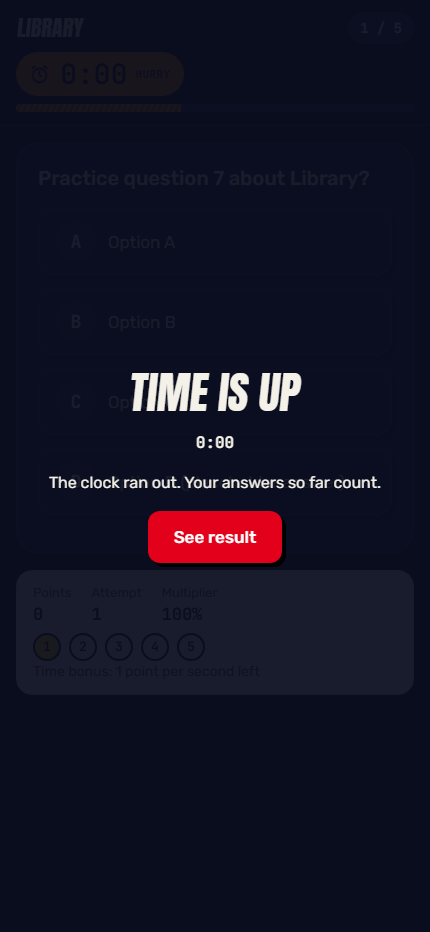 LIBRARY
1 / 5
0:00 HURRY
Practice question 7 about Library?
A Option A
B Option B
TIME IS UP
C Op
0:00
The clock ran out. Your answers so far count.
See result
Points Attempt Multiplier
0 1 100%
1 2 3 4 5
Time bonus: 1 point per second left